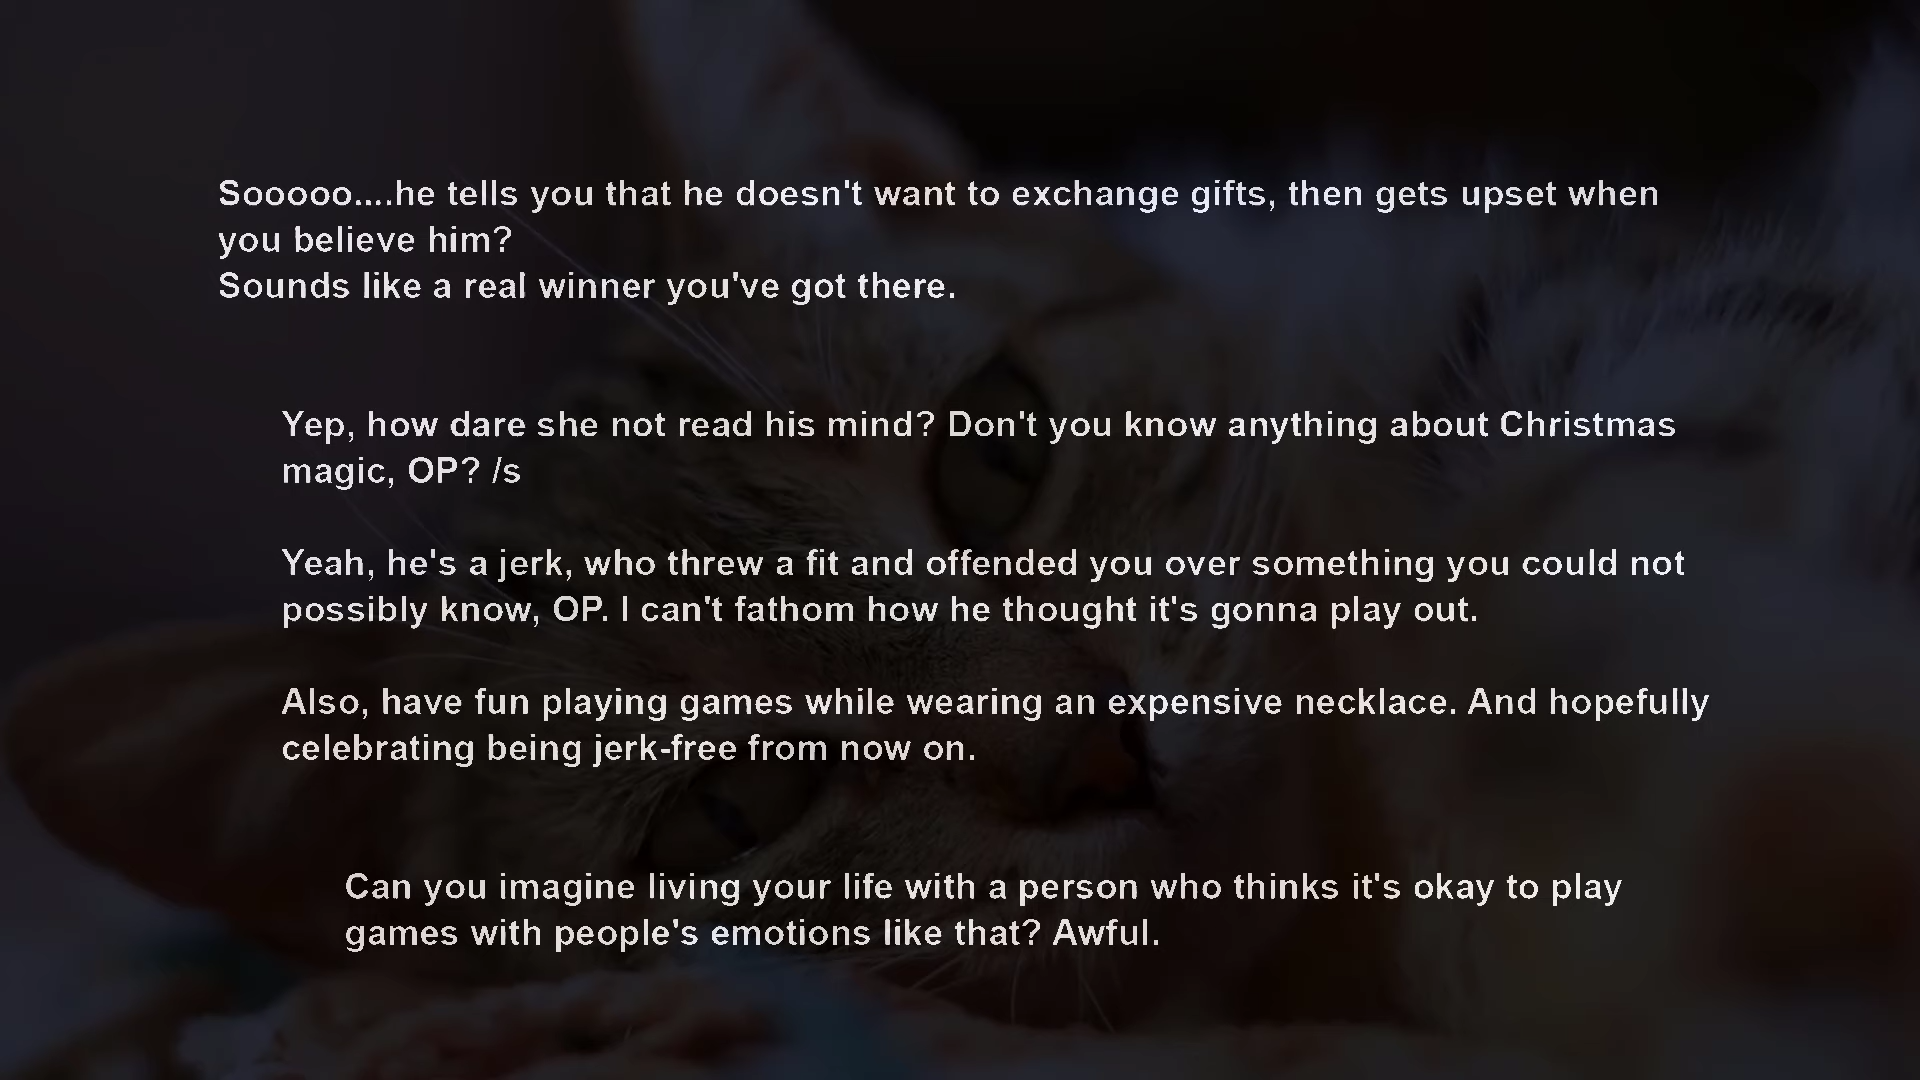 Sooooo....he tells you that he doesn't want to exchange gifts, then gets upset when
you believe him?
Sounds like a real winner you've got there.
Yep, how dare she not read his mind? Don't you know anything about Christmas
magic, OP? /s
Yeah, he's a jerk, who threw a fit and offended you over something you could not
possibly know, OP. I can't fathom how he thought it's gonna play out.
Also, have fun playing games while wearing an expensive necklace. And hopefully
celebrating being jerk-free from now on.
Can you imagine living your life with a person who thinks it's okay to play
games with people's emotions like that? Awful.